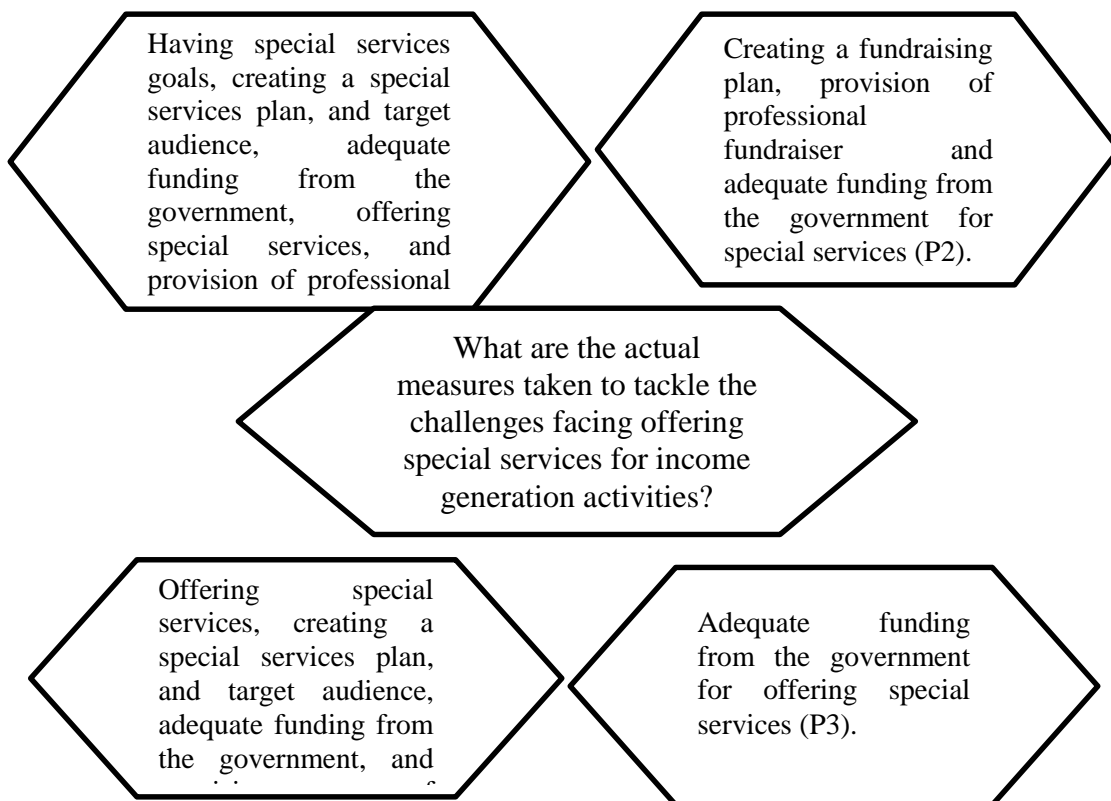 Having special services
goals, creating a special
services plan, and target
audience, adequate
funding from the
government, offering
special services, and
provision of professional
Creating a fundraising
plan, provision of
professional
fundraiser and
adequate funding from
the government for
special services (P2).
What are the actual
measures taken to tackle the
challenges facing offering
special services for income
generation activities?
Offering special
services, creating a
special services plan,
and target audience,
adequate funding from
the government, and
Adequate funding
from the government
for offering special
services (P3).